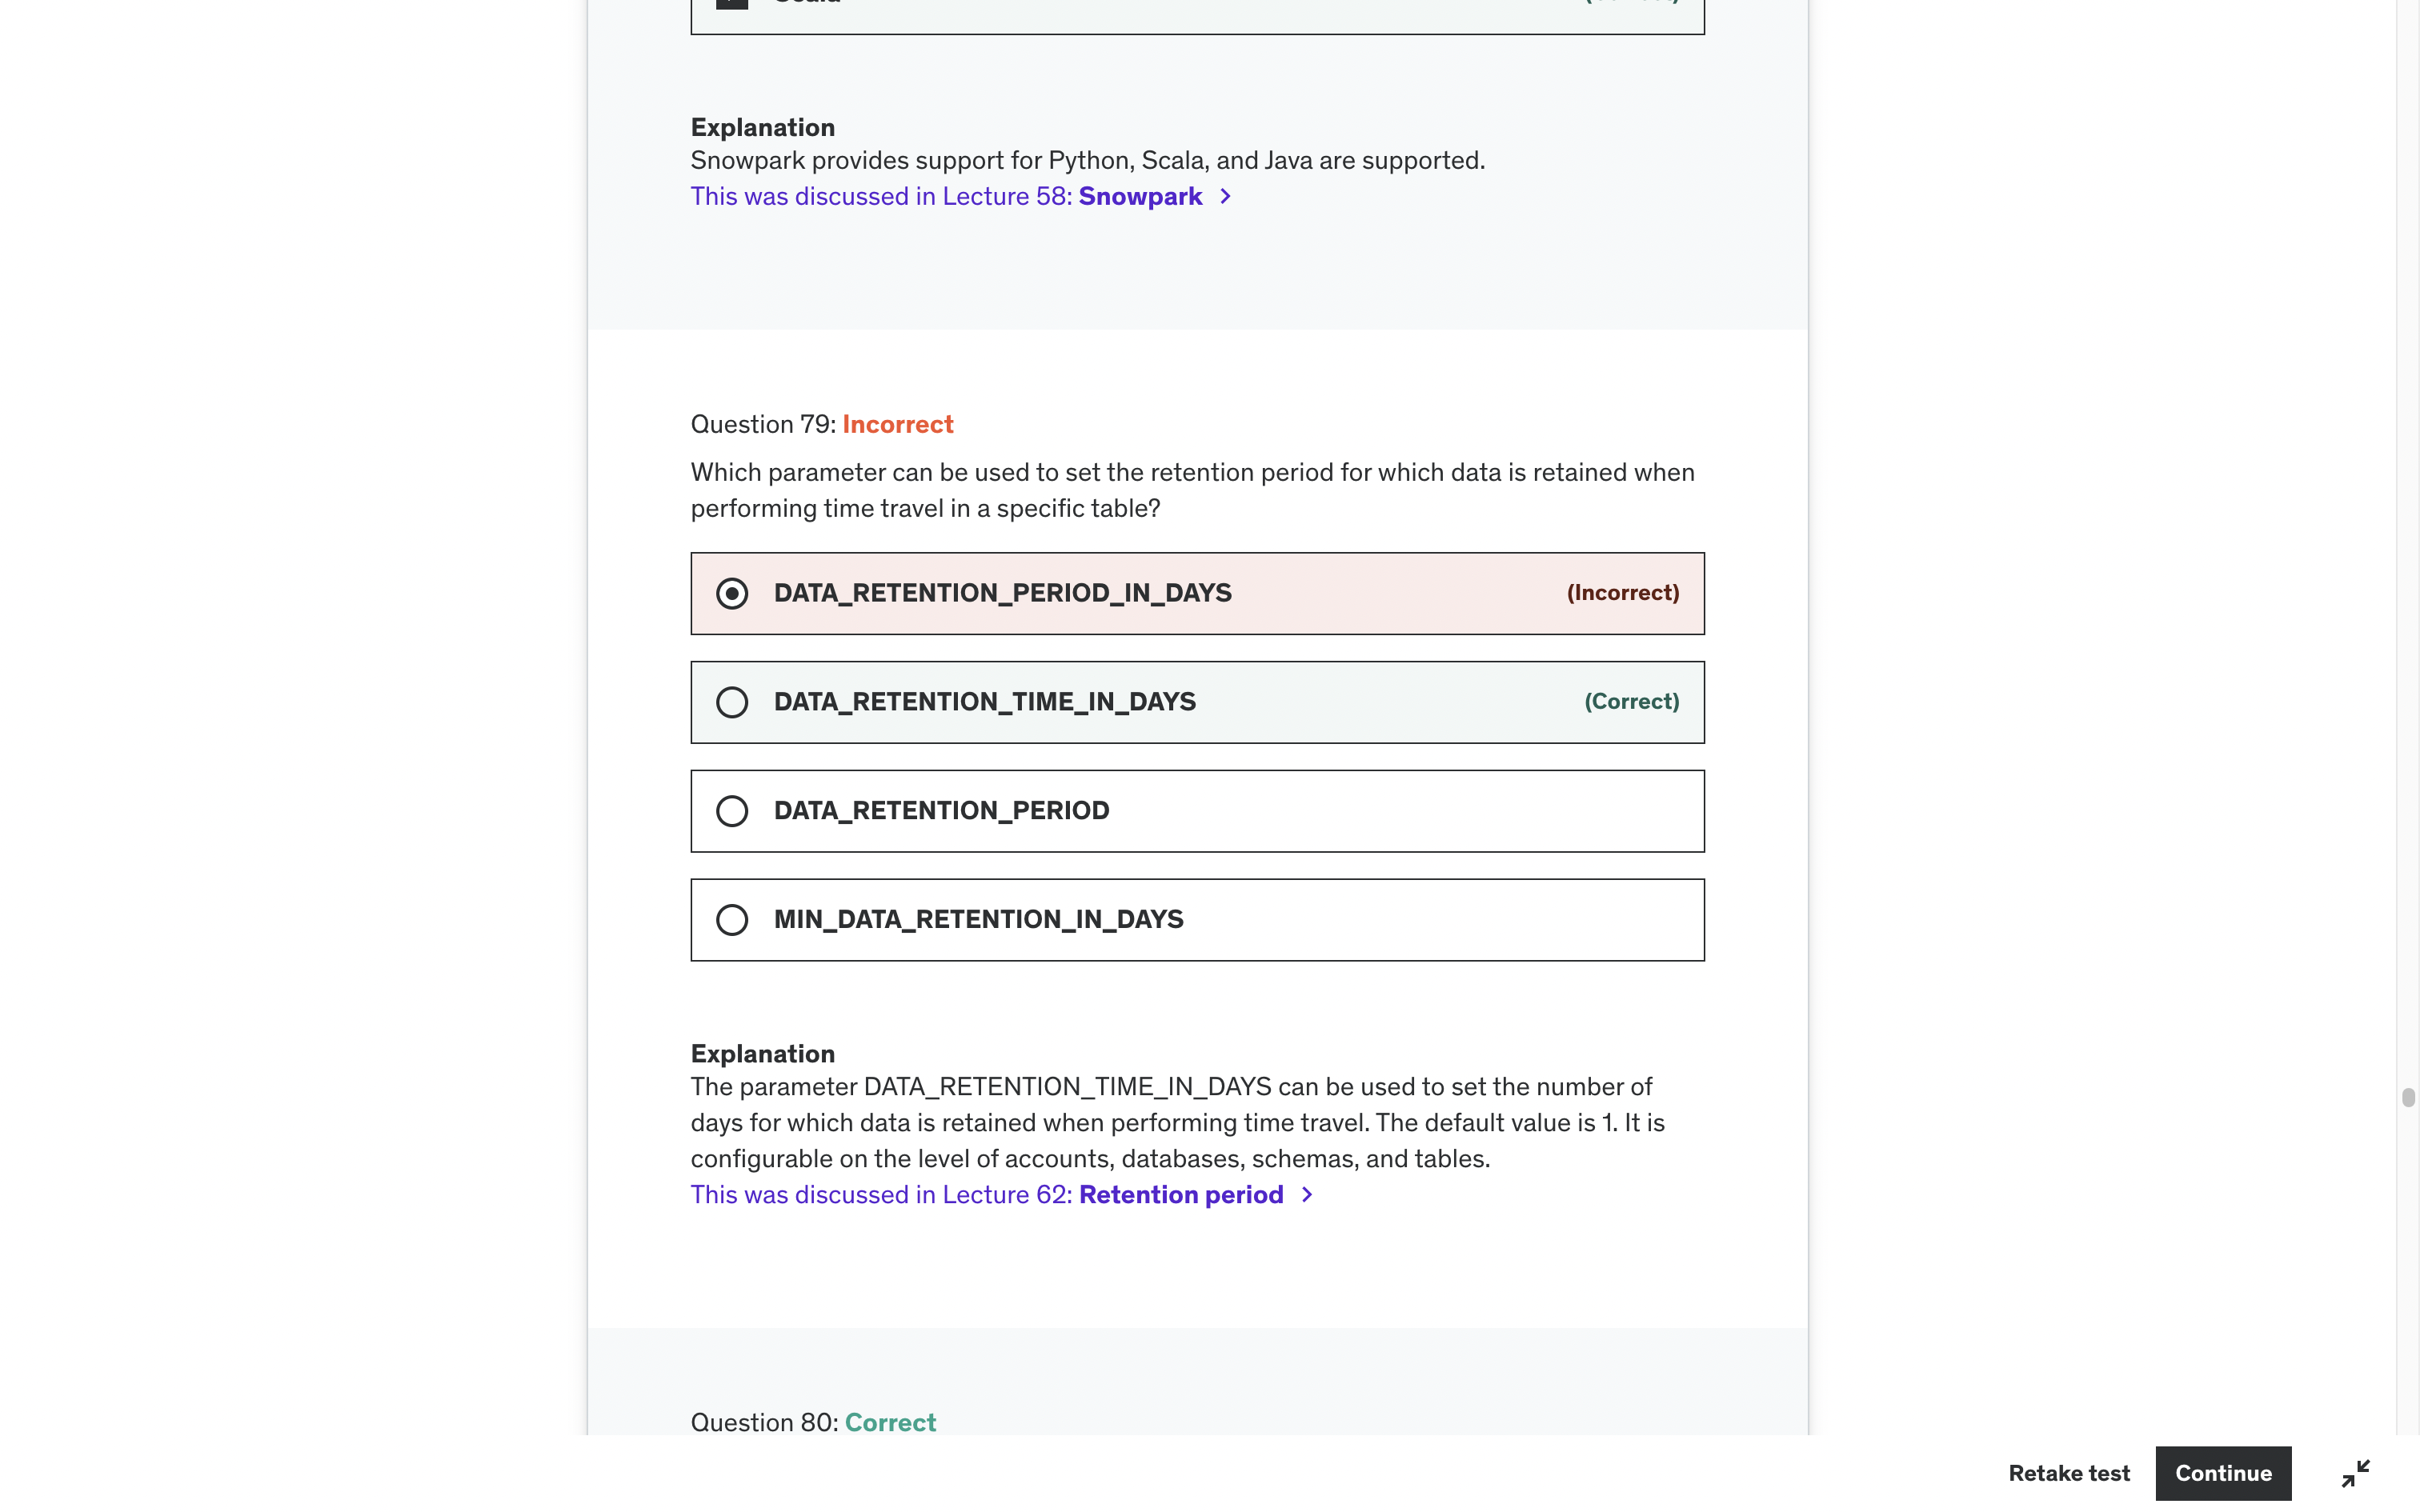 Explanation
Snowpark provides support for Python, Scala, and Java are supported.
This was discussed in Lecture 58: Snowpark
Question 79: Incorrect
Which parameter can be used to set the retention period for which data is retained when
performing time travel in a specific table?
DATA_RETENTION_PERIOD_IN_DAYS (Incorrect)
DATA_RETENTION_TIME_IN_DAYS (Correct)
DATA_RETENTION_PERIOD
MIN_DATA_RETENTION_IN_DAYS
Explanation
The parameter DATA_RETENTION_TIME_IN_DAYS can be used to set the number of
days for which data is retained when performing time travel. The default value is 1. It is
configurable on the level of accounts, databases, schemas, and tables.
This was discussed in Lecture 62: Retention period
Question 80: Correct
Retake test Continue